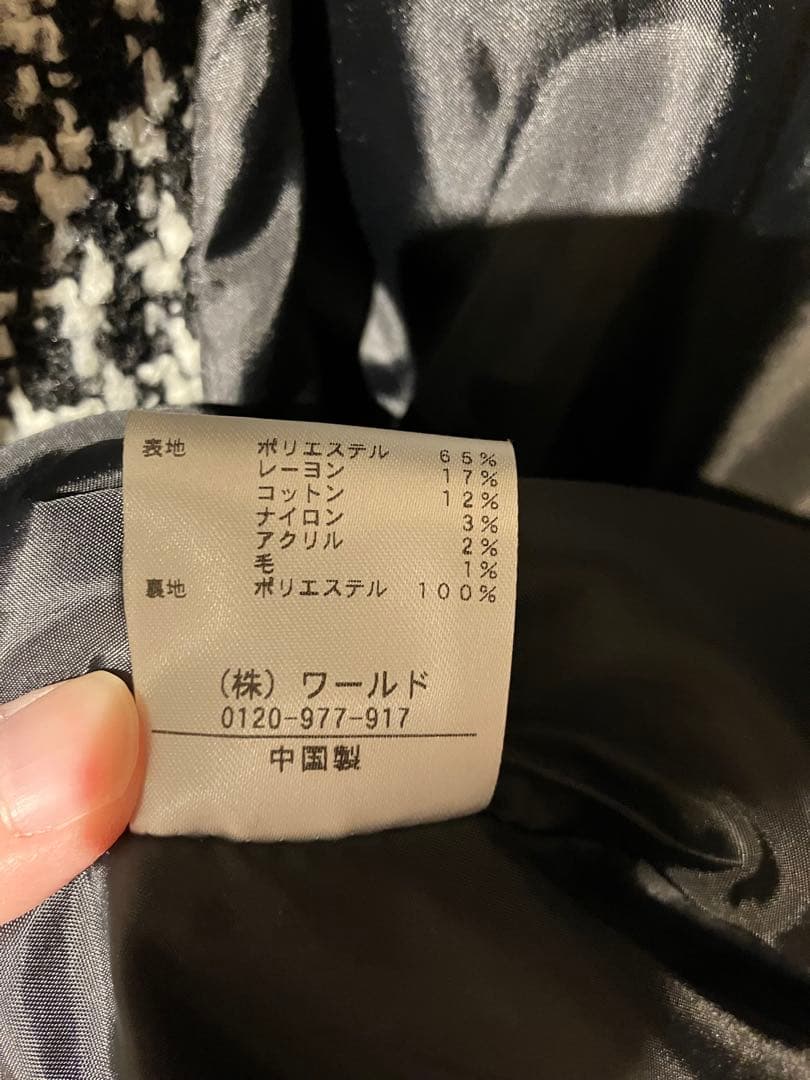 表地 ポリエステル 65%
レーヨン 17%
コットン 12%
ナイロン 3%
アクリル 2%
毛 1%
裏地 ポリエステル 100%
(株)ワールド
0120-977-917
中国製